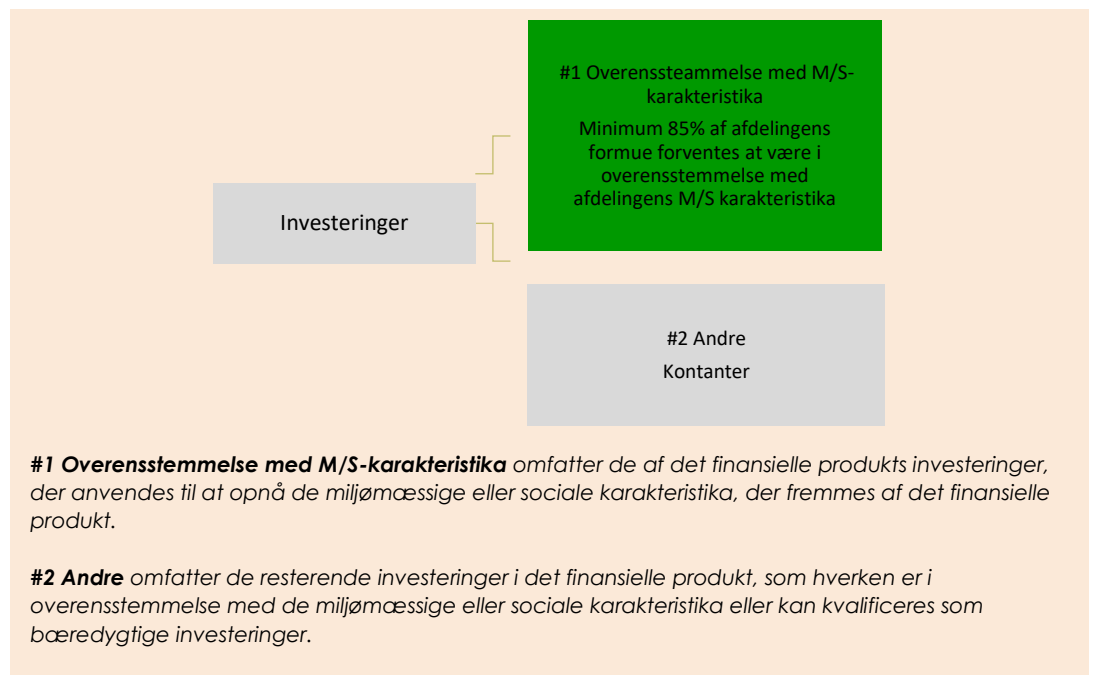 #1 Overenssteammelse med M/S-
karakteristika
Minimum 85% af afdelingens
formue forventes at være i
overensstemmelse med
afdelingens M/S karakteristika
Investeringer
#2 Andre
Kontanter
#1 Overensstemmelse med M/S-karakteristika omfatter de af det finansielle produkts investeringer,
der anvendes til at opnå de miljømæssige eller sociale karakteristika, der fremmes af det finansielle
produkt.
#2 Andre omfatter de resterende investeringer i det finansielle produkt, som hverken er i
overensstemmelse med de miljømæssige eller sociale karakteristika eller kan kvalificeres som
bæredygtige investeringer.